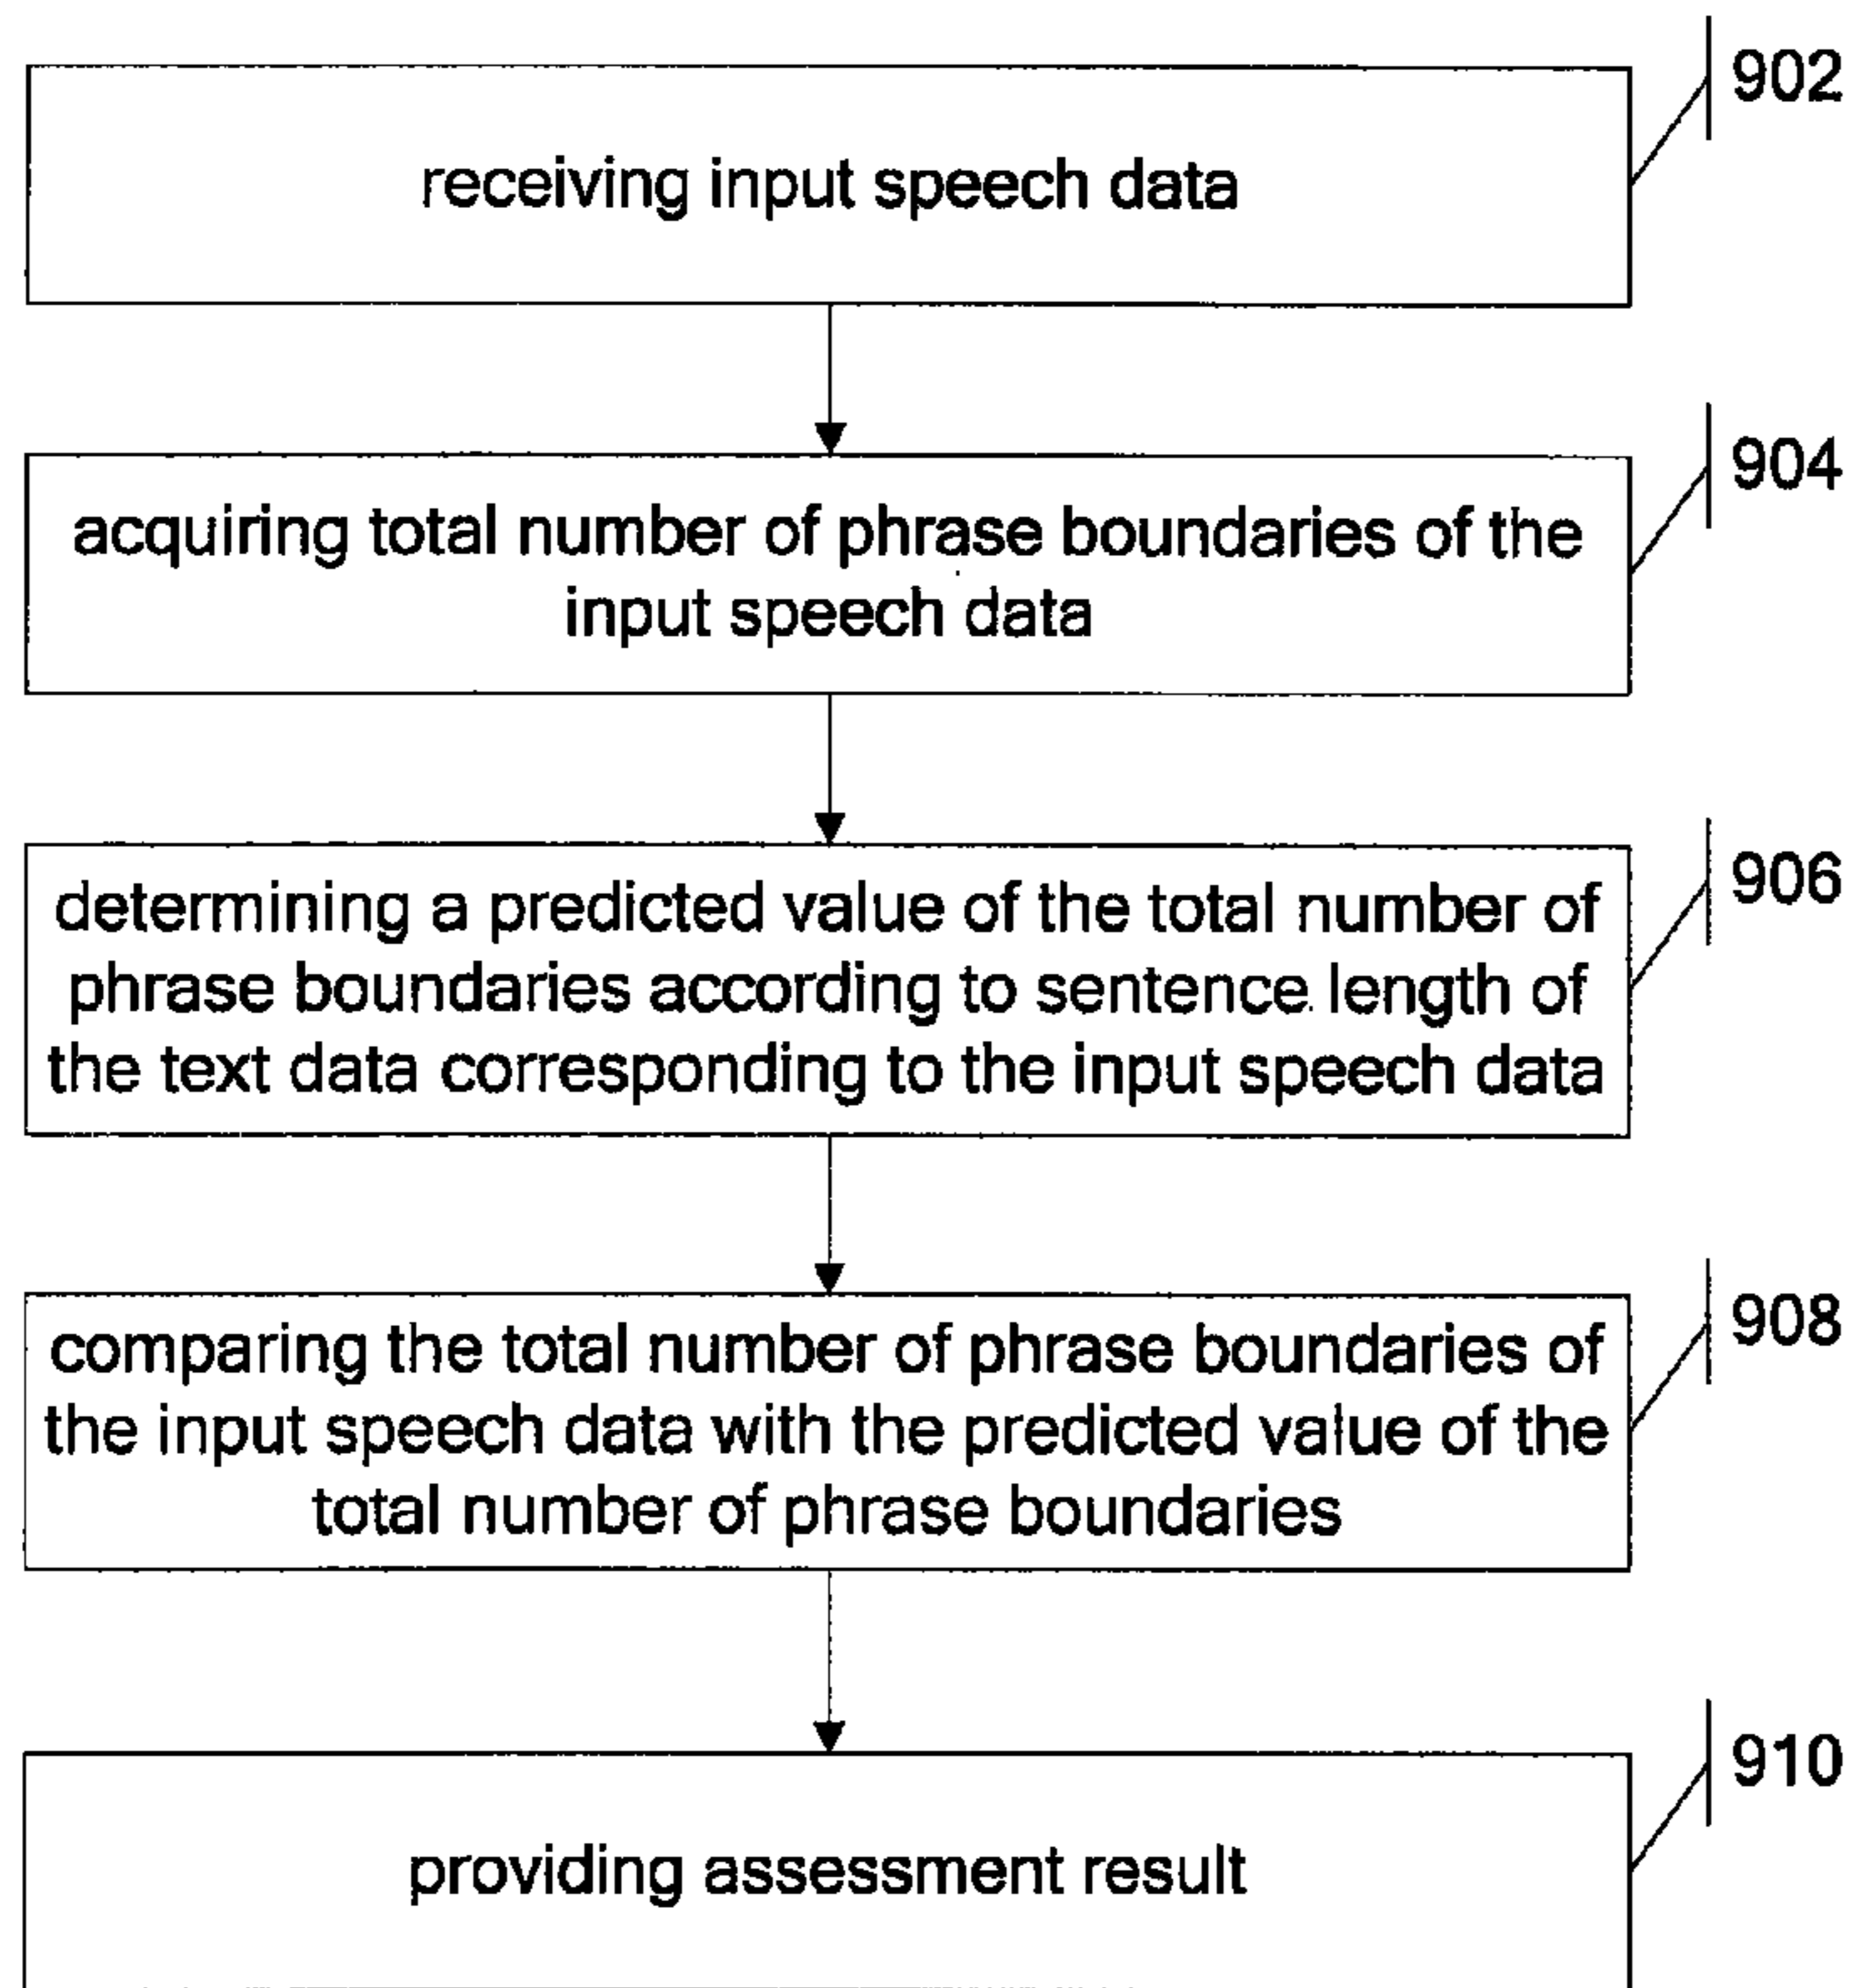 902
receiving input speech data
904
acquiring total number of phrase boundaries of the
input speech data
906
determining a predicted value of the total number of
phrase boundaries according to sentence length of
the text data corresponding to the input speech data
908
comparing the total number of phrase boundaries of
the input speech data with the predicted value of the
total number of phrase boundaries
910
providing assessment result